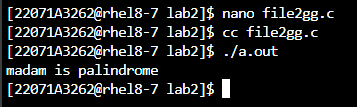 [22071A3262@rhel8-7 lab2]$ nano file2gg.c
[22071A3262@rhel8-7 lab2]$ cc file2gg.c
[22071A3262@rhel8-7 lab2]$ ./a.out
madam is palindrome
[22071A3262@rhel8-7 lab2]$